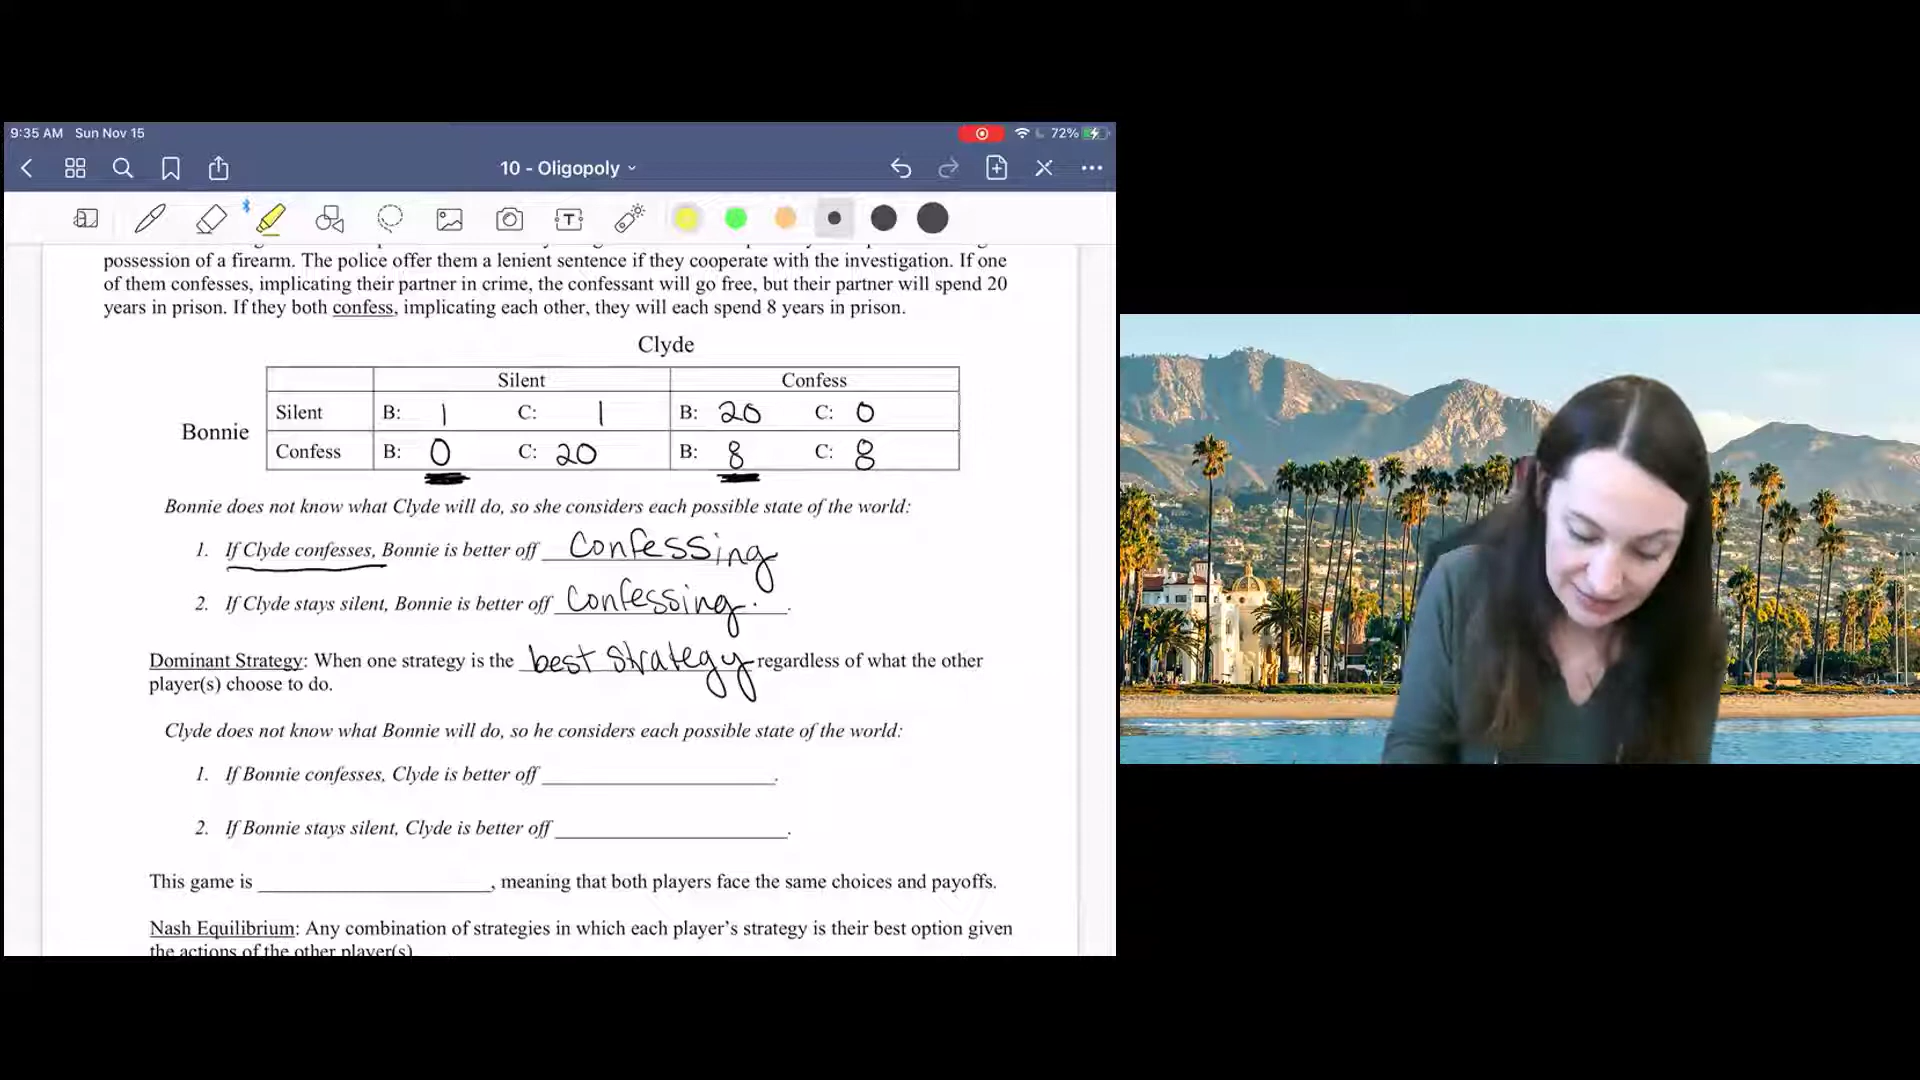 9:35 AM Sun Nov 15 72%
10 - Oligopoly
possession of a firearm. The police offer them a lenient sentence if they cooperate with the investigation. If one
of them confesses, implicating their partner in crime, the confessant will go free, but their partner will spend 20
years in prison. If they both confess, implicating each other, they will each spend 8 years in prison.
Clyde
Silent Confess
Silent B: 1 C: 1 B: 20 C: 0
Bonnie
Confess B: 0 C: 20 B: 8 C: 8
Bonnie does not know what Clyde will do, so she considers each possible state of the world:
1. If Clyde confesses, Bonnie is better off confessing
2. If Clyde stays silent, Bonnie is better off confessing.
Dominant Strategy: When one strategy is the best strategy regardless of what the other
player(s) choose to do.
Clyde does not know what Bonnie will do, so he considers each possible state of the world:
1. If Bonnie confesses, Clyde is better off ______________________.
2. If Bonnie stays silent, Clyde is better off ______________________.
This game is ______________________, meaning that both players face the same choices and payoffs.
Nash Equilibrium: Any combination of strategies in which each player's strategy is their best option given
the actions of the other player(s)